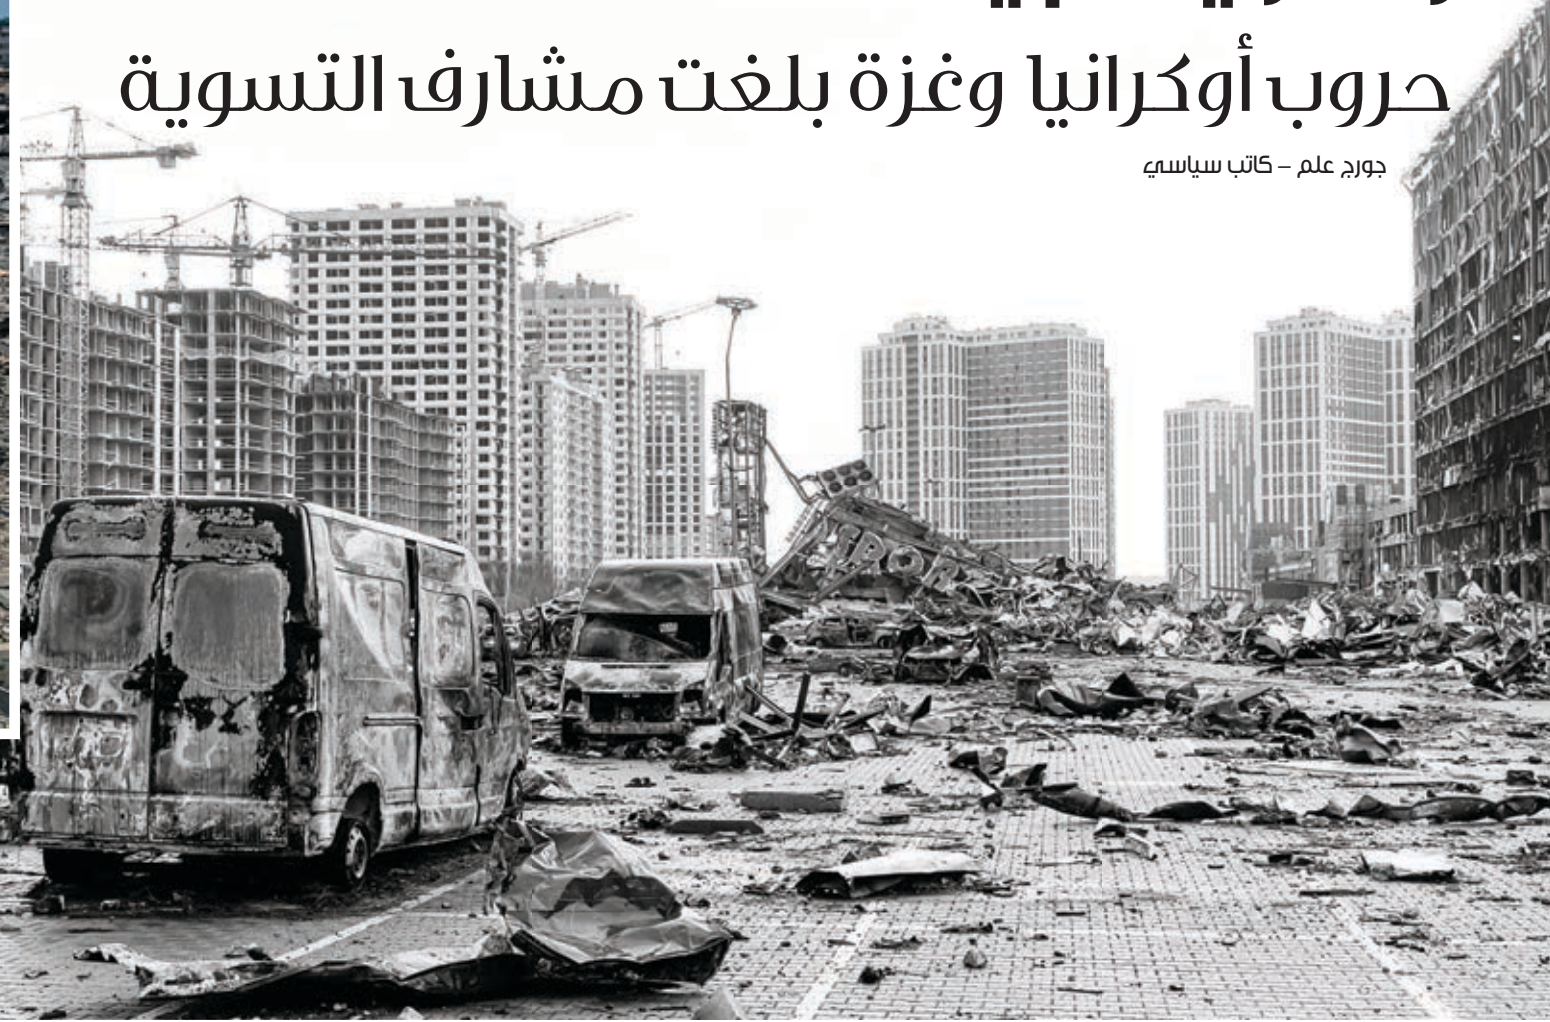 حروب أوكرانيا وغزة بلغت مشارف التسوية
جورج علم – كاتب سياسي